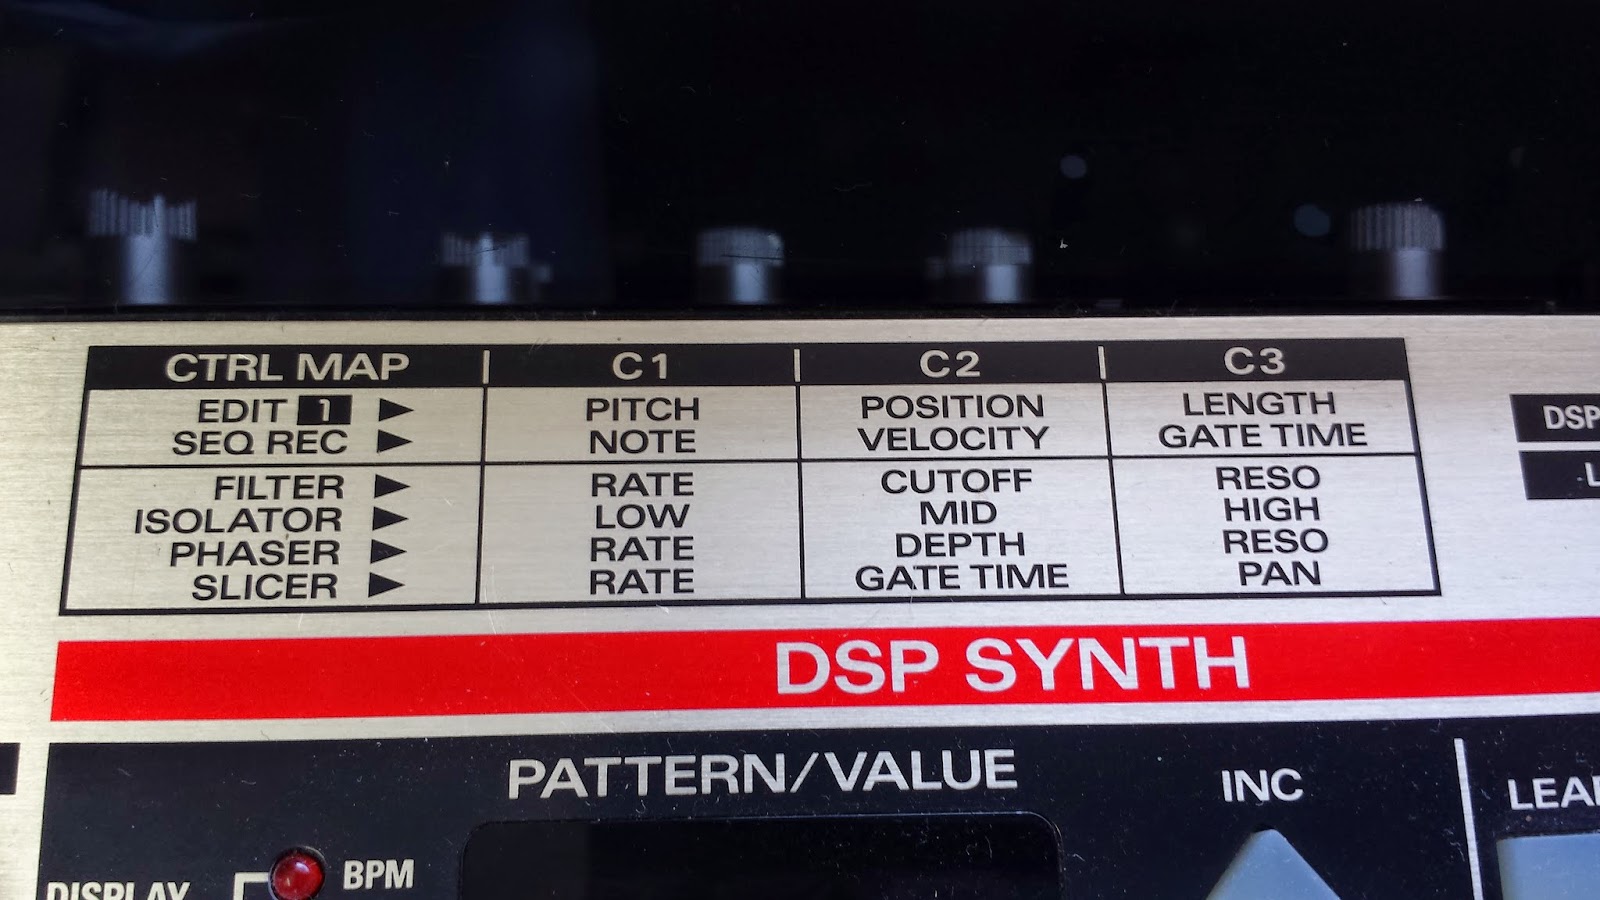 CTRL MAP | C1 | C2 | C3
EDIT 1 ► PITCH POSITION LENGTH
SEQ REC ► NOTE VELOCITY GATE TIME
FILTER ► RATE CUTOFF RESO
ISOLATOR ► LOW MID HIGH
PHASER ► RATE DEPTH RESO
SLICER ► RATE GATE TIME PAN
DSP
DSP SYNTH
PATTERN/VALUE
INC
DISPLAY
BPM